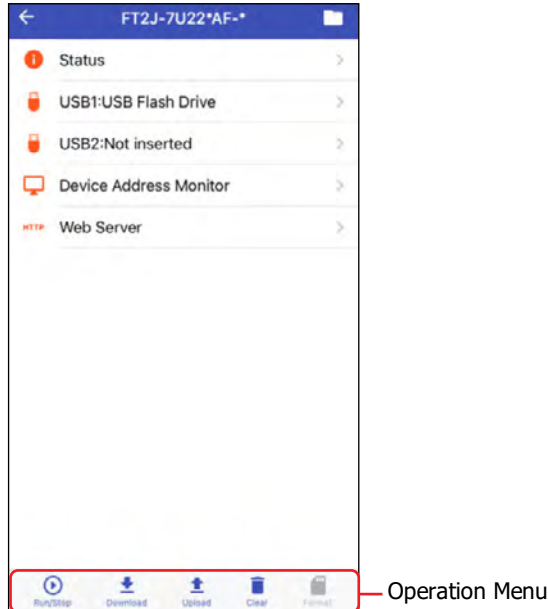 FT2J-7U22*AF-*
Status
USB1:USB Flash Drive
USB2:Not inserted
Device Address Monitor
HTTP Web Server
Run/Stop Download Upload Clear Format
Operation Menu